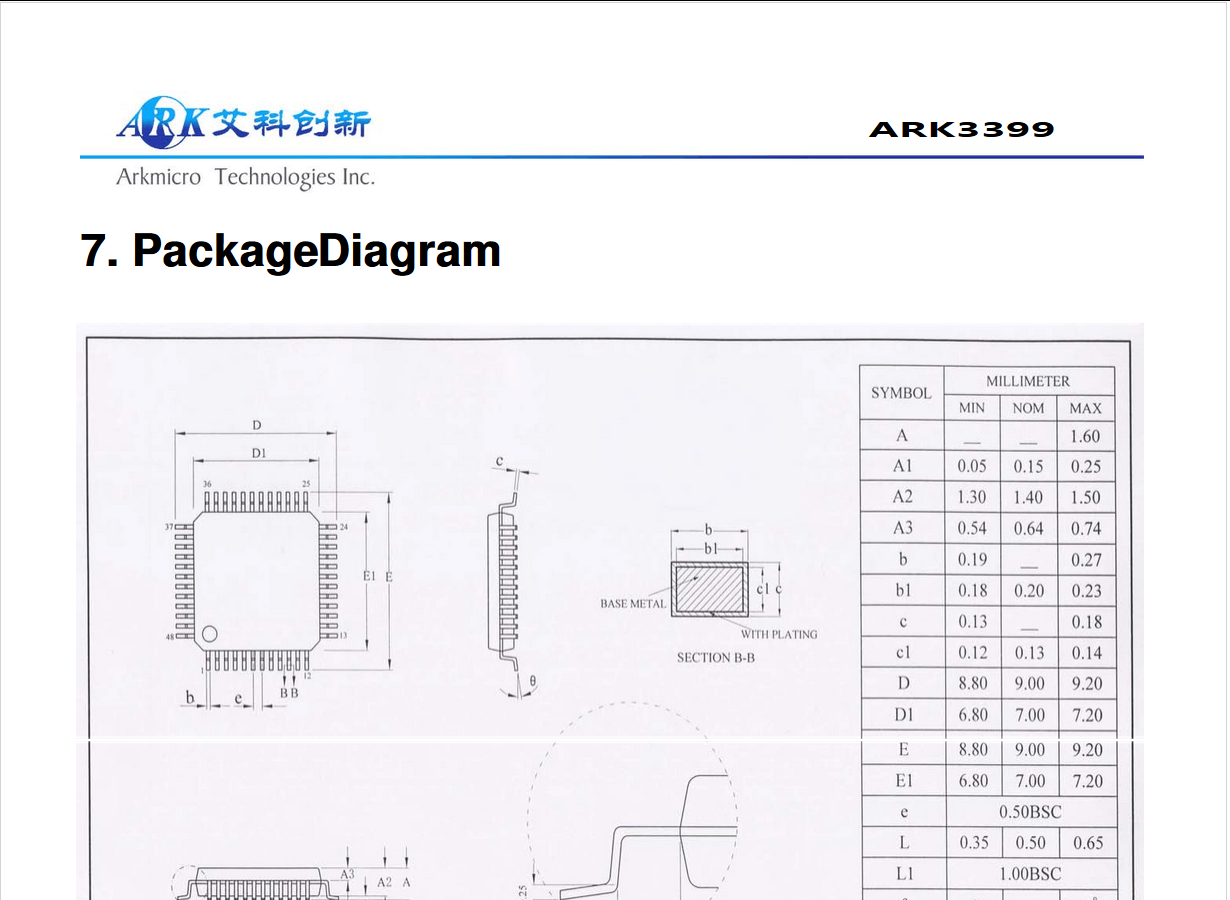 ARK艾科创新
ARK3399
Arkmicro Technologies Inc.
7. PackageDiagram
SYMBOL MILLIMETER
MIN NOM MAX
A — — 1.60
A1 0.05 0.15 0.25
A2 1.30 1.40 1.50
A3 0.54 0.64 0.74
b 0.19 — 0.27
b1 0.18 0.20 0.23
c 0.13 — 0.18
c1 0.12 0.13 0.14
D 8.80 9.00 9.20
D1 6.80 7.00 7.20
E 8.80 9.00 9.20
E1 6.80 7.00 7.20
e 0.50BSC
L 0.35 0.50 0.65
L1 1.00BSC
D
D1
36 25
37 24
E1 E
48 13
1 12
b e B B
c
θ
b
b1
c1 c
BASE METAL
WITH PLATING
SECTION B-B
A3 A2 A
.25